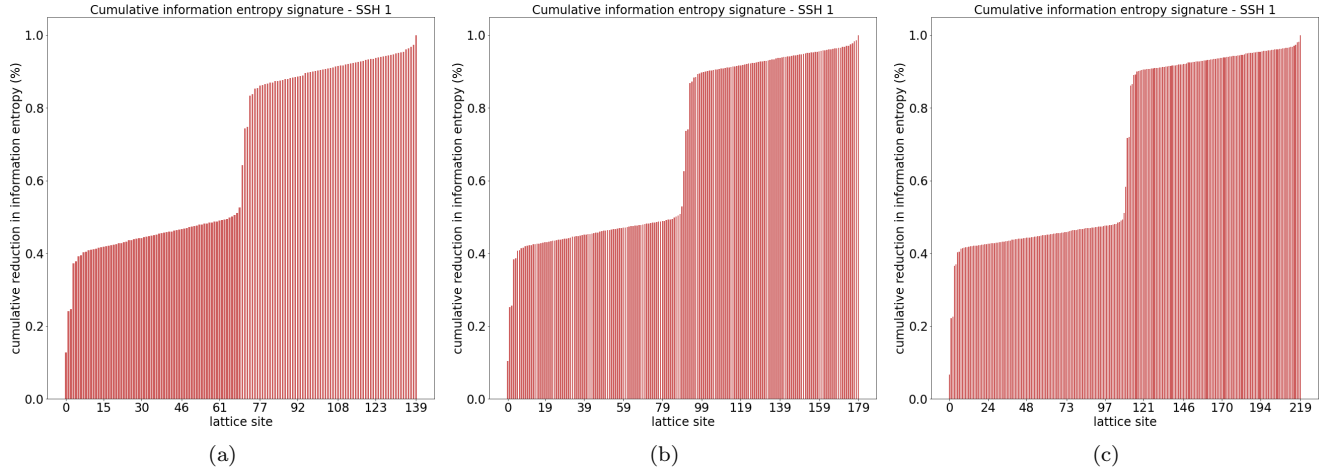 Cumulative information entropy signature - SSH 1
cumulative reduction in information entropy (%)
1.0
0.8
0.6
0.4
0.2
0.0
0 15 30 46 61 77 92 108 123 139
lattice site
(a)
Cumulative information entropy signature - SSH 1
cumulative reduction in information entropy (%)
1.0
0.8
0.6
0.4
0.2
0.0
0 19 39 59 79 99 119 139 159 179
lattice site
(b)
Cumulative information entropy signature - SSH 1
cumulative reduction in information entropy (%)
1.0
0.8
0.6
0.4
0.2
0.0
0 24 48 73 97 121 146 170 194 219
lattice site
(c)